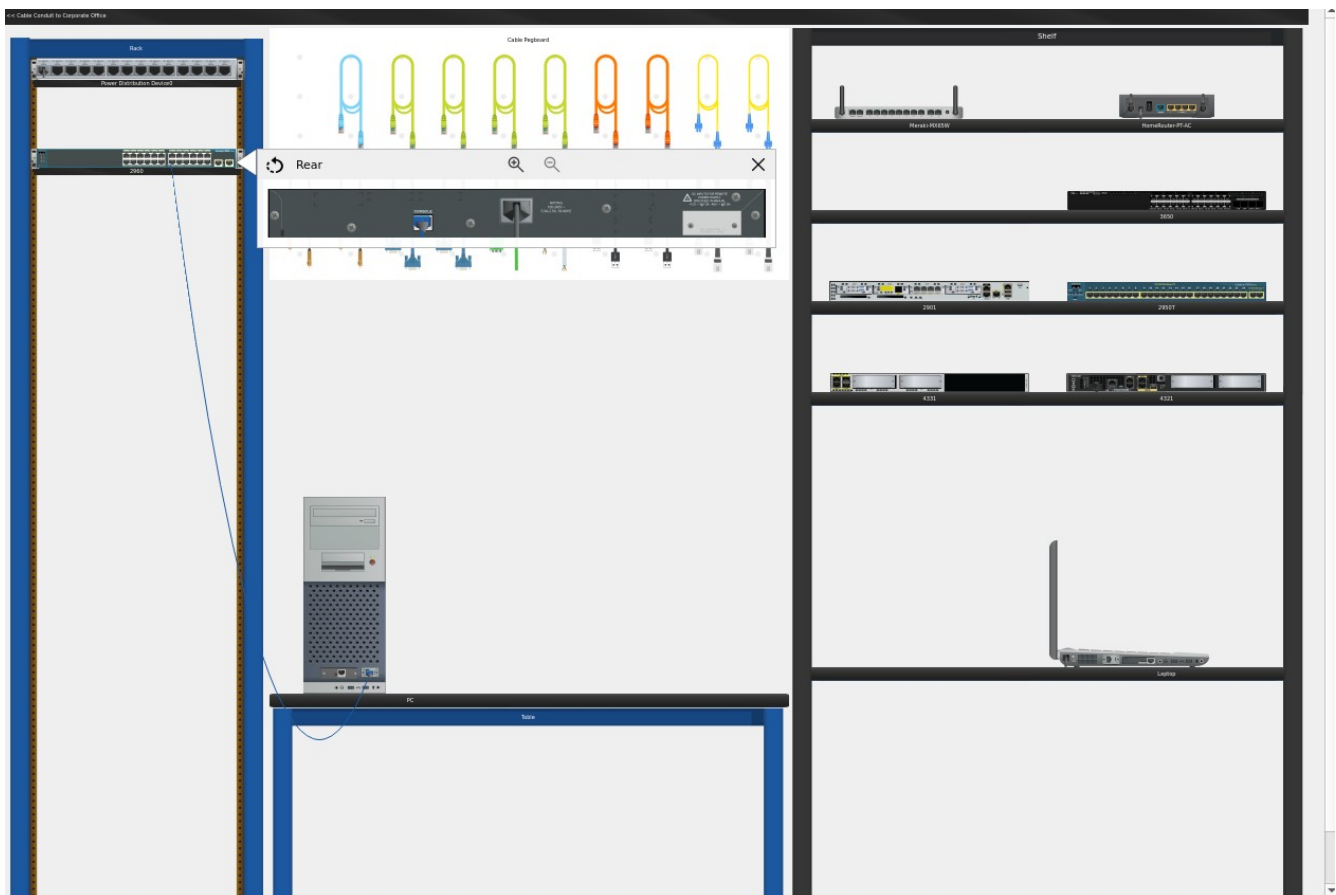 << Cable Conduit to Corporate Office
Rack
Power Distribution Device0
2960
Cable Pegboard
Rear
CONSOLE
PC
Table
Shelf
Meraki-MX65W
HomeRouter-PT-AC
3650
2901
2950T
4331
4321
Laptop